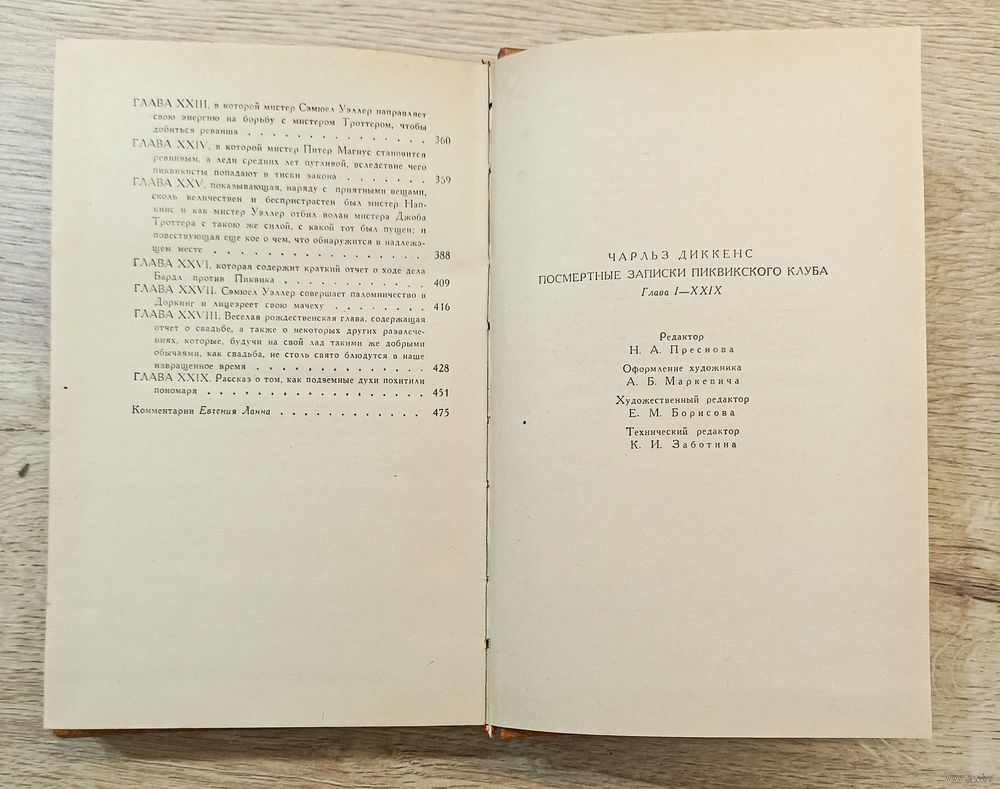 ГЛАВА XXIII, в которой мистер Сэмюел Уэллер направляет
свою энергию на борьбу с мистером Троттером, чтобы
добиться реванша . . . . . . . . . . . . . . 360
ГЛАВА XXIV, в которой мистер Питер Магнус становится
ревнивым, а леди средних лет пугливой, вследствие чего
пиквикисты попадают в тиски закона . . . . . . . 369
ГЛАВА XXV, показывающая, наряду с приятными вещами,
сколь величествен и беспристрастен был мистер Нап-
кинс и как мистер Уэллер отбил волан мистера Джоба
Троттера с такою же силой, с какой тот был пущен; и
повествующая еще кое о чем, что обнаружится в надлежа-
щем месте . . . . . . . . . . . . . . . . 388
ГЛАВА XXVI, которая содержит краткий отчет о ходе дела
Бардл против Пиквика . . . . . . . . . . . . 409
ГЛАВА XXVII. Сэмюел Уэллер совершает паломничество в
Доркинг и лицезреет свою мачеху . . . . . . . . 416
ГЛАВА XXVIII. Веселая рождественская глава, содержащая
отчет о свадьбе, а также о некоторых других развлече-
ниях, которые, будучи на свой лад такими же добрыми
обычаями, как свадьба, не столь свято блюдутся в наше
извращенное время . . . . . . . . . . . . . 428
ГЛАВА XXIX. Рассказ о том, как подземные духи похитили
пономаря . . . . . . . . . . . . . . . . . 451
Комментарии Евгения Ланна . . . . . . . . . . . 475
ЧАРЛЬЗ ДИККЕНС
ПОСМЕРТНЫЕ ЗАПИСКИ ПИКВИКСКОГО КЛУБА
Глава I—XXIX
Редактор
Н. А. Преснова
Оформление художника
А. Б. Маркевича
Художественный редактор
Е. М. Борисова
Технический редактор
К. И. Заботина